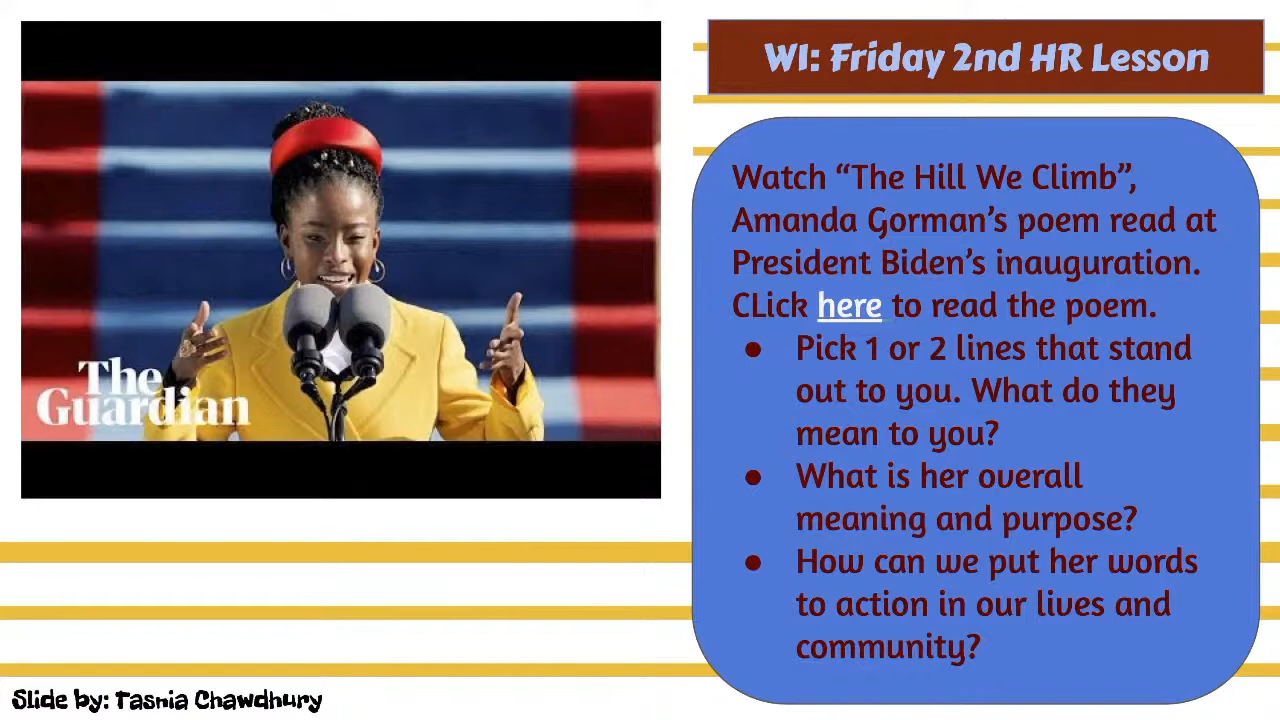 The
Guardian
WI: Friday 2nd HR Lesson
Watch “The Hill We Climb”,
Amanda Gorman’s poem read at
President Biden’s inauguration.
CLick here to read the poem.
● Pick 1 or 2 lines that stand
out to you. What do they
mean to you?
● What is her overall
meaning and purpose?
● How can we put her words
to action in our lives and
community?
Slide by: Tasnia Chawdhury